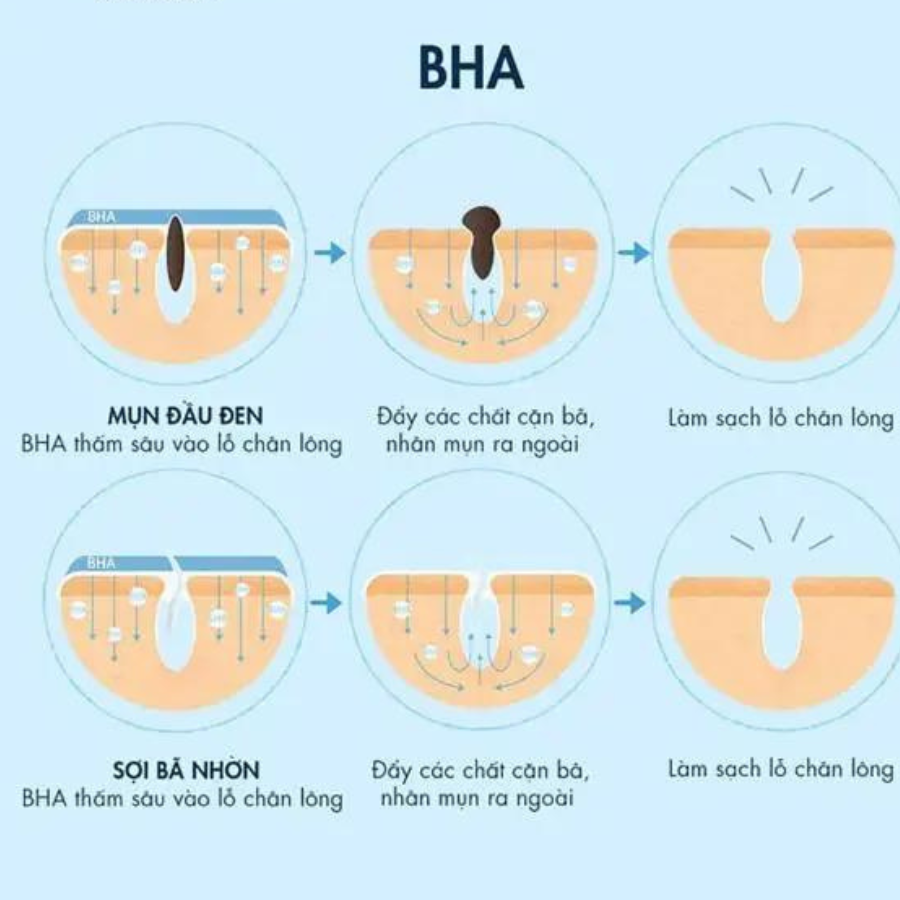 BHA
BHA
MỤN ĐẦU ĐEN
BHA thấm sâu vào lỗ chân lông
Đẩy các chất cặn bã,
nhân mụn ra ngoài
Làm sạch lỗ chân lông
BHA
SỢI BÃ NHỜN
BHA thấm sâu vào lỗ chân lông
Đẩy các chất cặn bã,
nhân mụn ra ngoài
Làm sạch lỗ chân lông